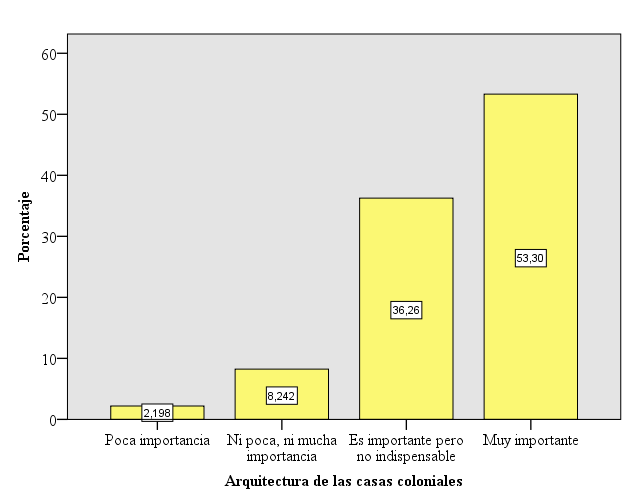 60
50
40
30
20
10
0
Porcentaje
2,198
8,242
36,26
53,30
Poca importancia
Ni poca, ni mucha
importancia
Es importante pero
no indispensable
Muy importante
Arquitectura de las casas coloniales